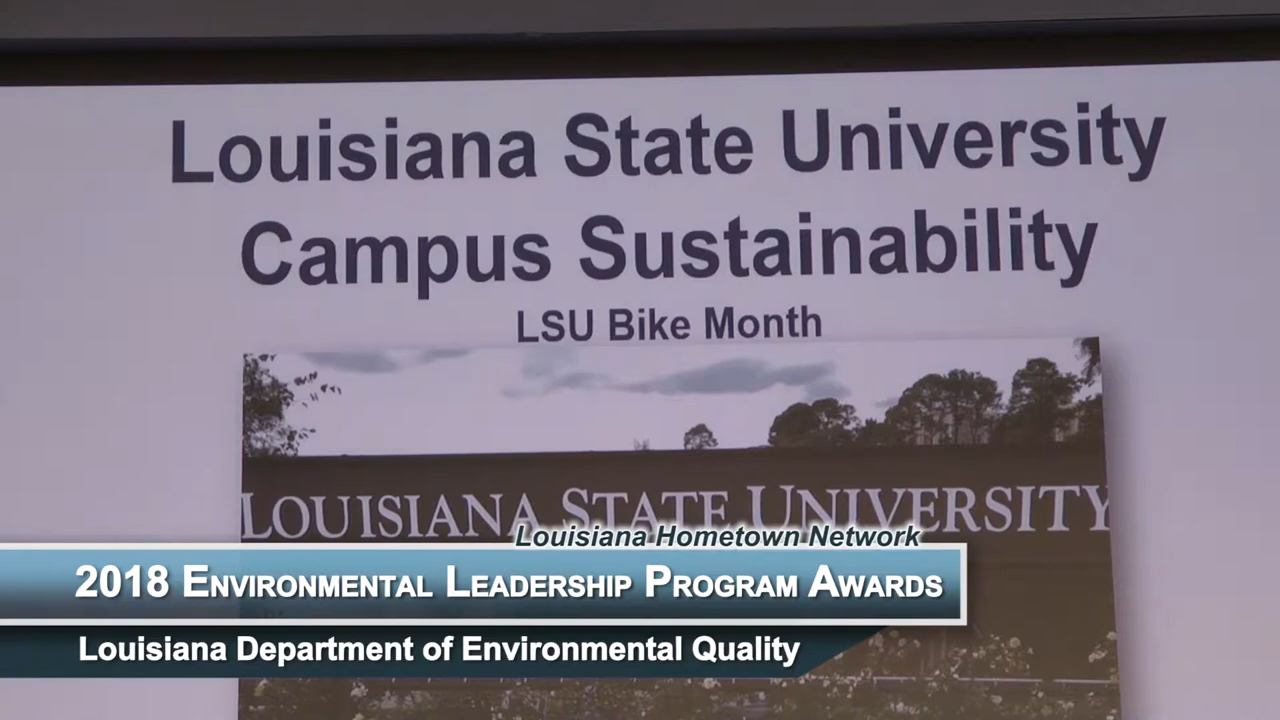 Louisiana State University
Campus Sustainability
LSU Bike Month
LOUISIANA STATE UNIVERSITY
Louisiana Hometown Network
2018 ENVIRONMENTAL LEADERSHIP PROGRAM AWARDS
Louisiana Department of Environmental Quality